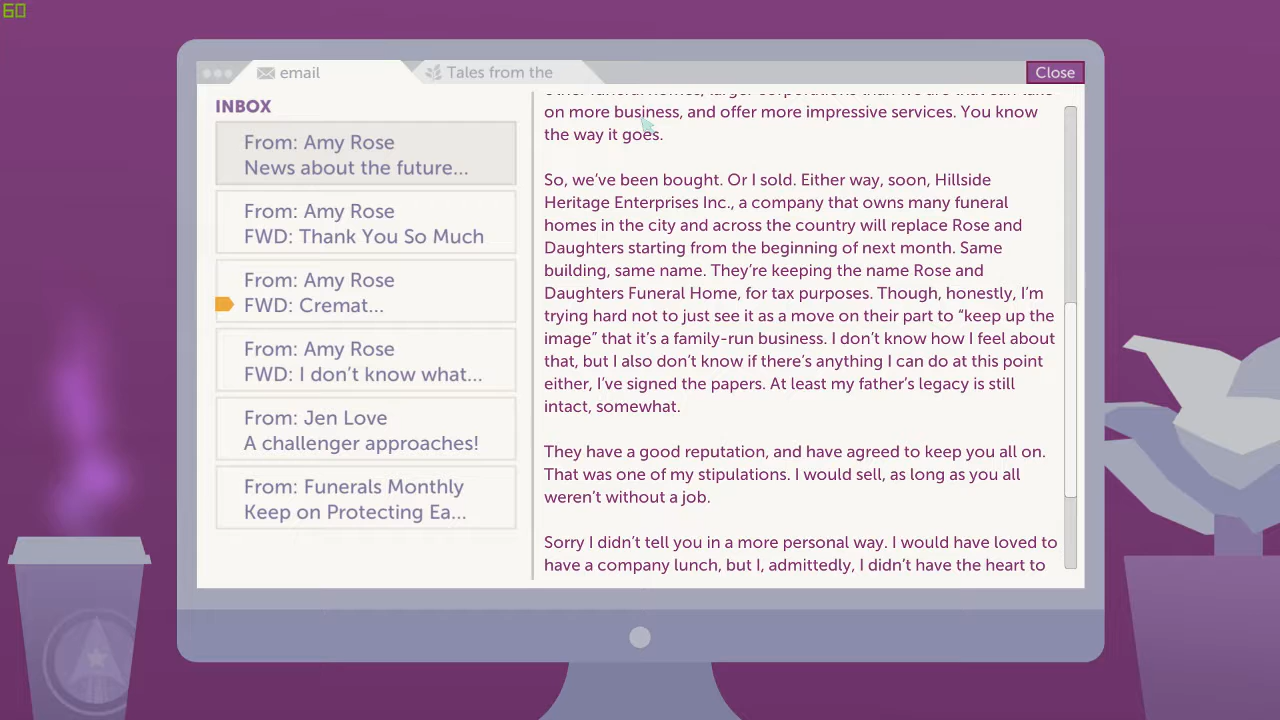 60
email
Tales from the
Close
INBOX
From: Amy Rose
News about the future...
From: Amy Rose
FWD: Thank You So Much
From: Amy Rose
FWD: Cremat...
From: Amy Rose
FWD: I don’t know what...
From: Jen Love
A challenger approaches!
From: Funerals Monthly
Keep on Protecting Ea...
Other funeral homes, larger corporations than we are that can take
on more business, and offer more impressive services. You know
the way it goes.
So, we’ve been bought. Or I sold. Either way, soon, Hillside
Heritage Enterprises Inc., a company that owns many funeral
homes in the city and across the country will replace Rose and
Daughters starting from the beginning of next month. Same
building, same name. They’re keeping the name Rose and
Daughters Funeral Home, for tax purposes. Though, honestly, I’m
trying hard not to just see it as a move on their part to “keep up the
image” that it’s a family-run business. I don’t know how I feel about
that, but I also don’t know if there’s anything I can do at this point
either, I’ve signed the papers. At least my father’s legacy is still
intact, somewhat.
They have a good reputation, and have agreed to keep you all on.
That was one of my stipulations. I would sell, as long as you all
weren’t without a job.
Sorry I didn’t tell you in a more personal way. I would have loved to
have a company lunch, but I, admittedly, I didn’t have the heart to